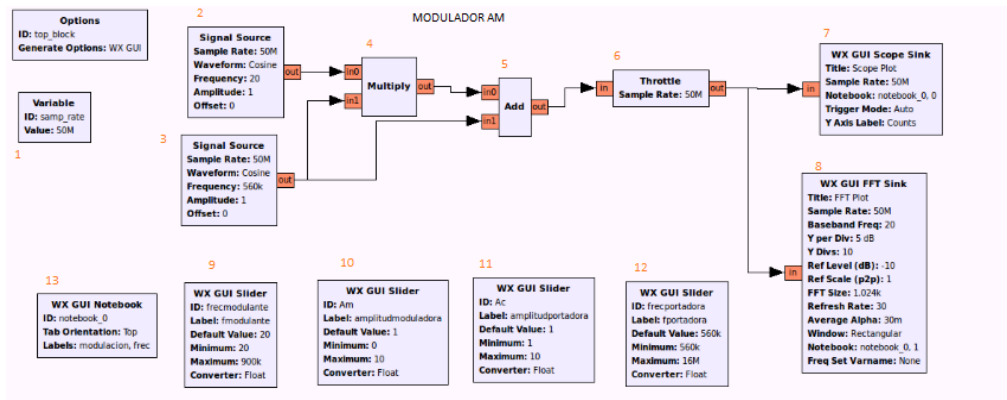 MODULADOR AM
Options
ID: top_block
Generate Options: WX GUI
Variable
ID: samp_rate
Value: 50M
1
2
Signal Source
Sample Rate: 50M
Waveform: Cosine
Frequency: 20
Amplitude: 1
Offset: 0
out
3
Signal Source
Sample Rate: 50M
Waveform: Cosine
Frequency: 560k
Amplitude: 1
Offset: 0
out
4
in0
in1
Multiply
out
5
in0
in1
Add
out
6
in
Throttle
Sample Rate: 50M
out
7
in
WX GUI Scope Sink
Title: Scope Plot
Sample Rate: 50M
Notebook: notebook_0, 0
Trigger Mode: Auto
Y Axis Label: Counts
8
in
WX GUI FFT Sink
Title: FFT Plot
Sample Rate: 50M
Baseband Freq: 20
Y per Div: 5 dB
Y Divs: 10
Ref Level (dB): -10
Ref Scale (p2p): 1
FFT Size: 1.024k
Refresh Rate: 30
Average Alpha: 30m
Window: Rectangular
Notebook: notebook_0, 1
Freq Set Varname: None
13
WX GUI Notebook
ID: notebook_0
Tab Orientation: Top
Labels: modulacion, frec
9
WX GUI Slider
ID: frecmodulante
Label: fmodulante
Default Value: 20
Minimum: 20
Maximum: 900k
Converter: Float
10
WX GUI Slider
ID: Am
Label: amplitudmoduladora
Default Value: 1
Minimum: 0
Maximum: 10
Converter: Float
11
WX GUI Slider
ID: Ac
Label: amplitudportadora
Default Value: 1
Minimum: 1
Maximum: 10
Converter: Float
12
WX GUI Slider
ID: frecportadora
Label: fportadora
Default Value: 560k
Minimum: 560k
Maximum: 16M
Converter: Float